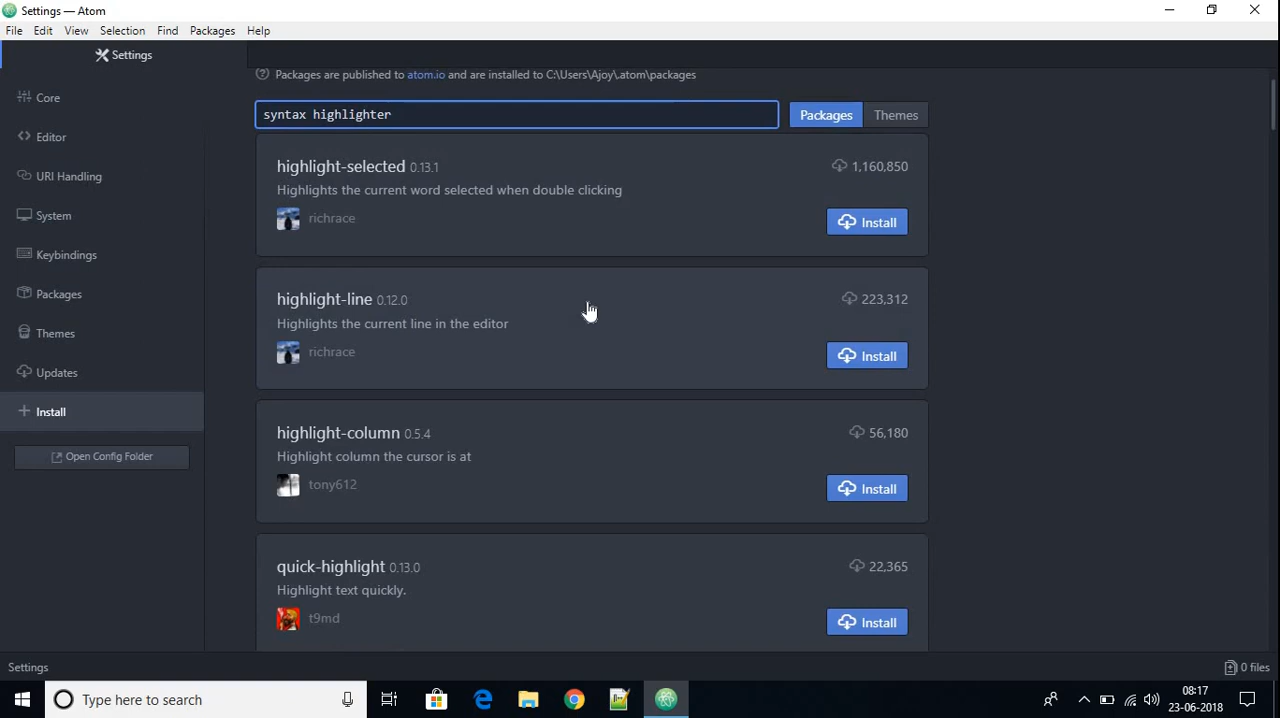 Settings — Atom
File Edit View Selection Find Packages Help
Settings
Core
Editor
URI Handling
System
Keybindings
Packages
Themes
Updates
Install
Open Config Folder
Packages are published to atom.io and are installed to C:\Users\Ajoy\.atom\packages
syntax highlighter
Packages Themes
highlight-selected 0.13.1 1,160,850
Highlights the current word selected when double clicking
richrace Install
highlight-line 0.12.0 223,312
Highlights the current line in the editor
richrace Install
highlight-column 0.5.4 56,180
Highlight column the cursor is at
tony612 Install
quick-highlight 0.13.0 22,365
Highlight text quickly.
t9md Install
Settings 0 files
Type here to search
08:17
23-06-2018